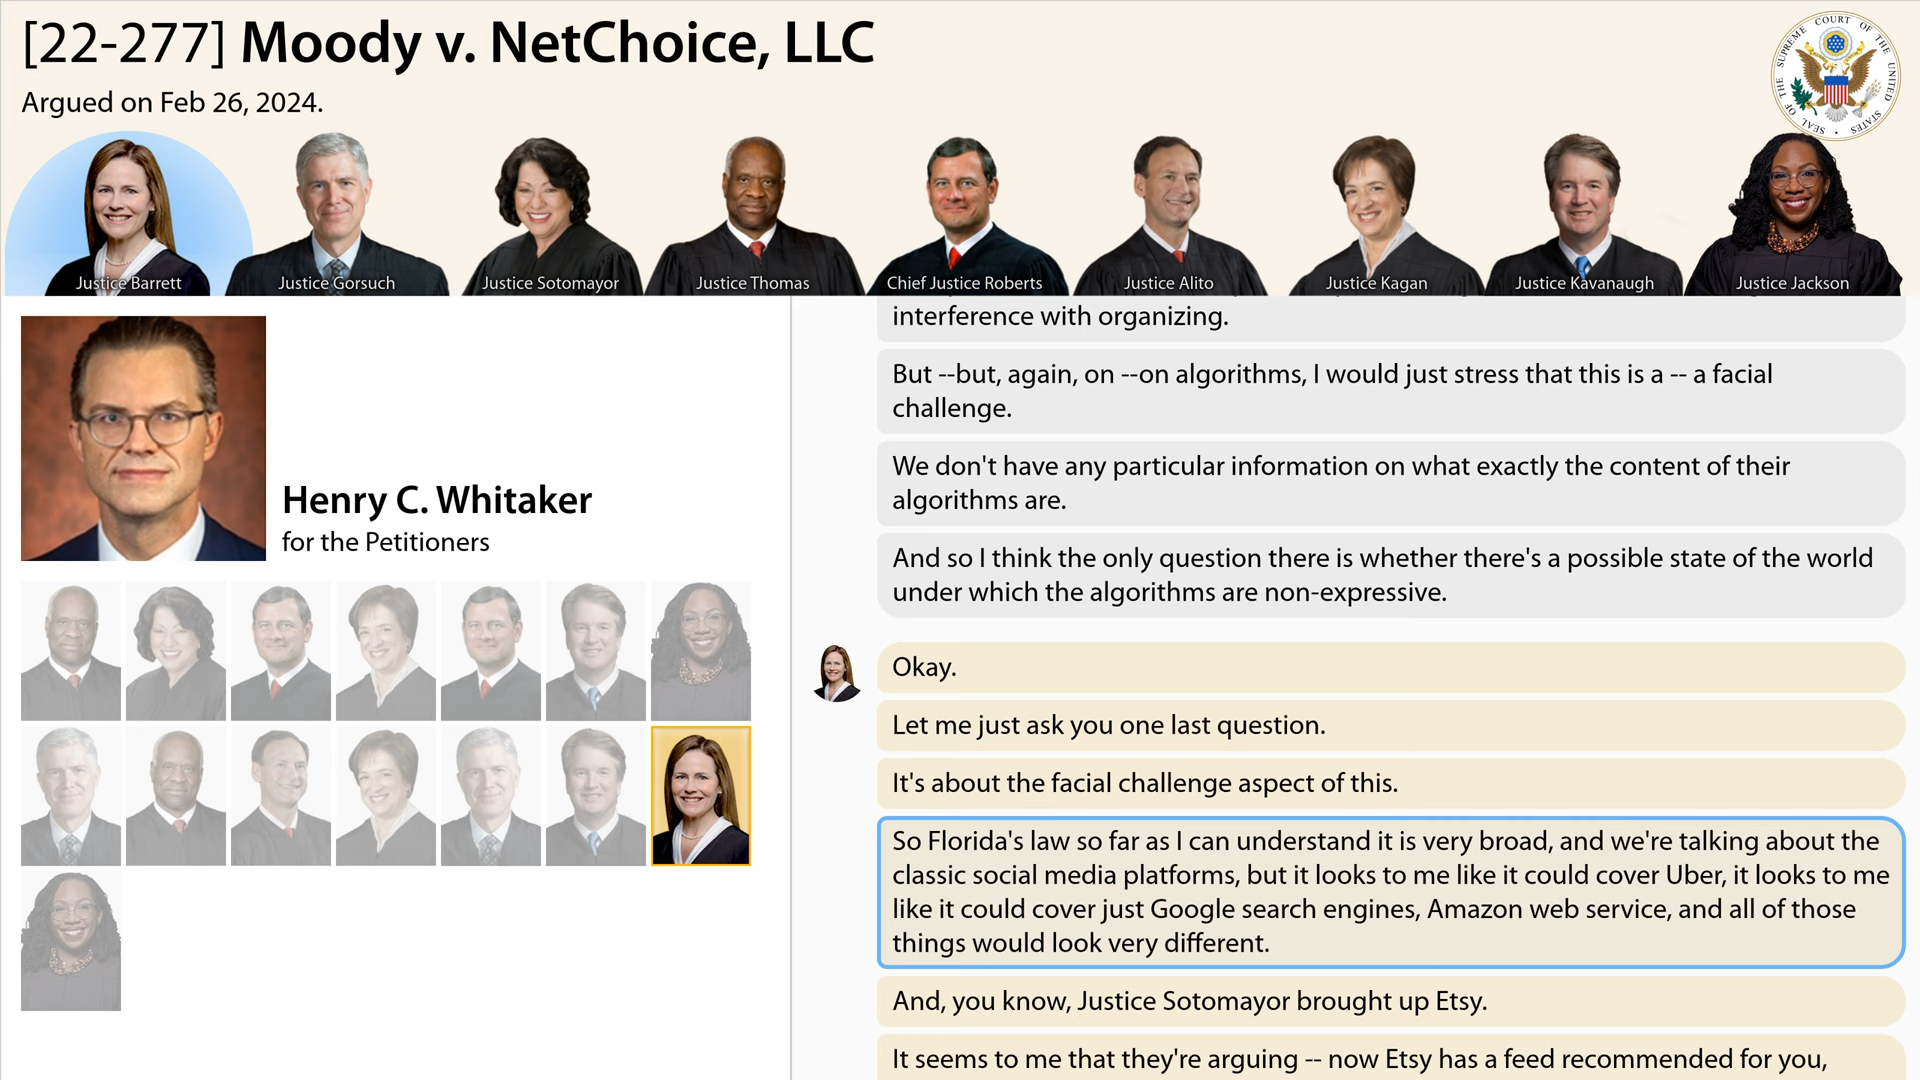 [22-277] Moody v. NetChoice, LLC
Argued on Feb 26, 2024.
SEAL OF THE SUPREME COURT OF THE UNITED STATES
Justice Barrett
Justice Gorsuch
Justice Sotomayor
Justice Thomas
Chief Justice Roberts
Justice Alito
Justice Kagan
Justice Kavanaugh
Justice Jackson
Henry C. Whitaker
for the Petitioners
interference with organizing.
But --but, again, on --on algorithms, I would just stress that this is a -- a facial
challenge.
We don't have any particular information on what exactly the content of their
algorithms are.
And so I think the only question there is whether there's a possible state of the world
under which the algorithms are non-expressive.
Okay.
Let me just ask you one last question.
It's about the facial challenge aspect of this.
So Florida's law so far as I can understand it is very broad, and we're talking about the
classic social media platforms, but it looks to me like it could cover Uber, it looks to me
like it could cover just Google search engines, Amazon web service, and all of those
things would look very different.
And, you know, Justice Sotomayor brought up Etsy.
It seems to me that they're arguing -- now Etsy has a feed recommended for you,